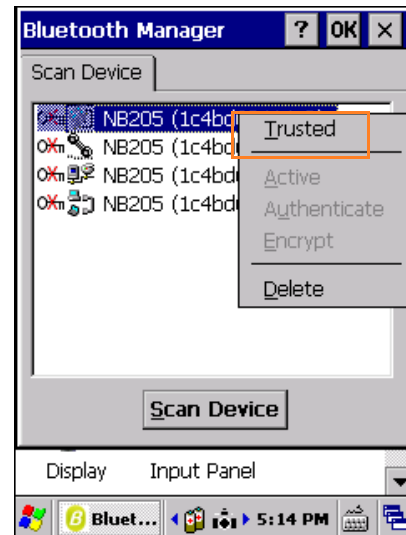 Bluetooth Manager ? OK ×
Scan Device
NB205 (1c4bd
Trusted
NB205 (1c4bd
NB205 (1c4bd
Active
NB205 (1c4bd
Authenticate
Encrypt
Delete
Scan Device
Display Input Panel
Bluet... 5:14 PM